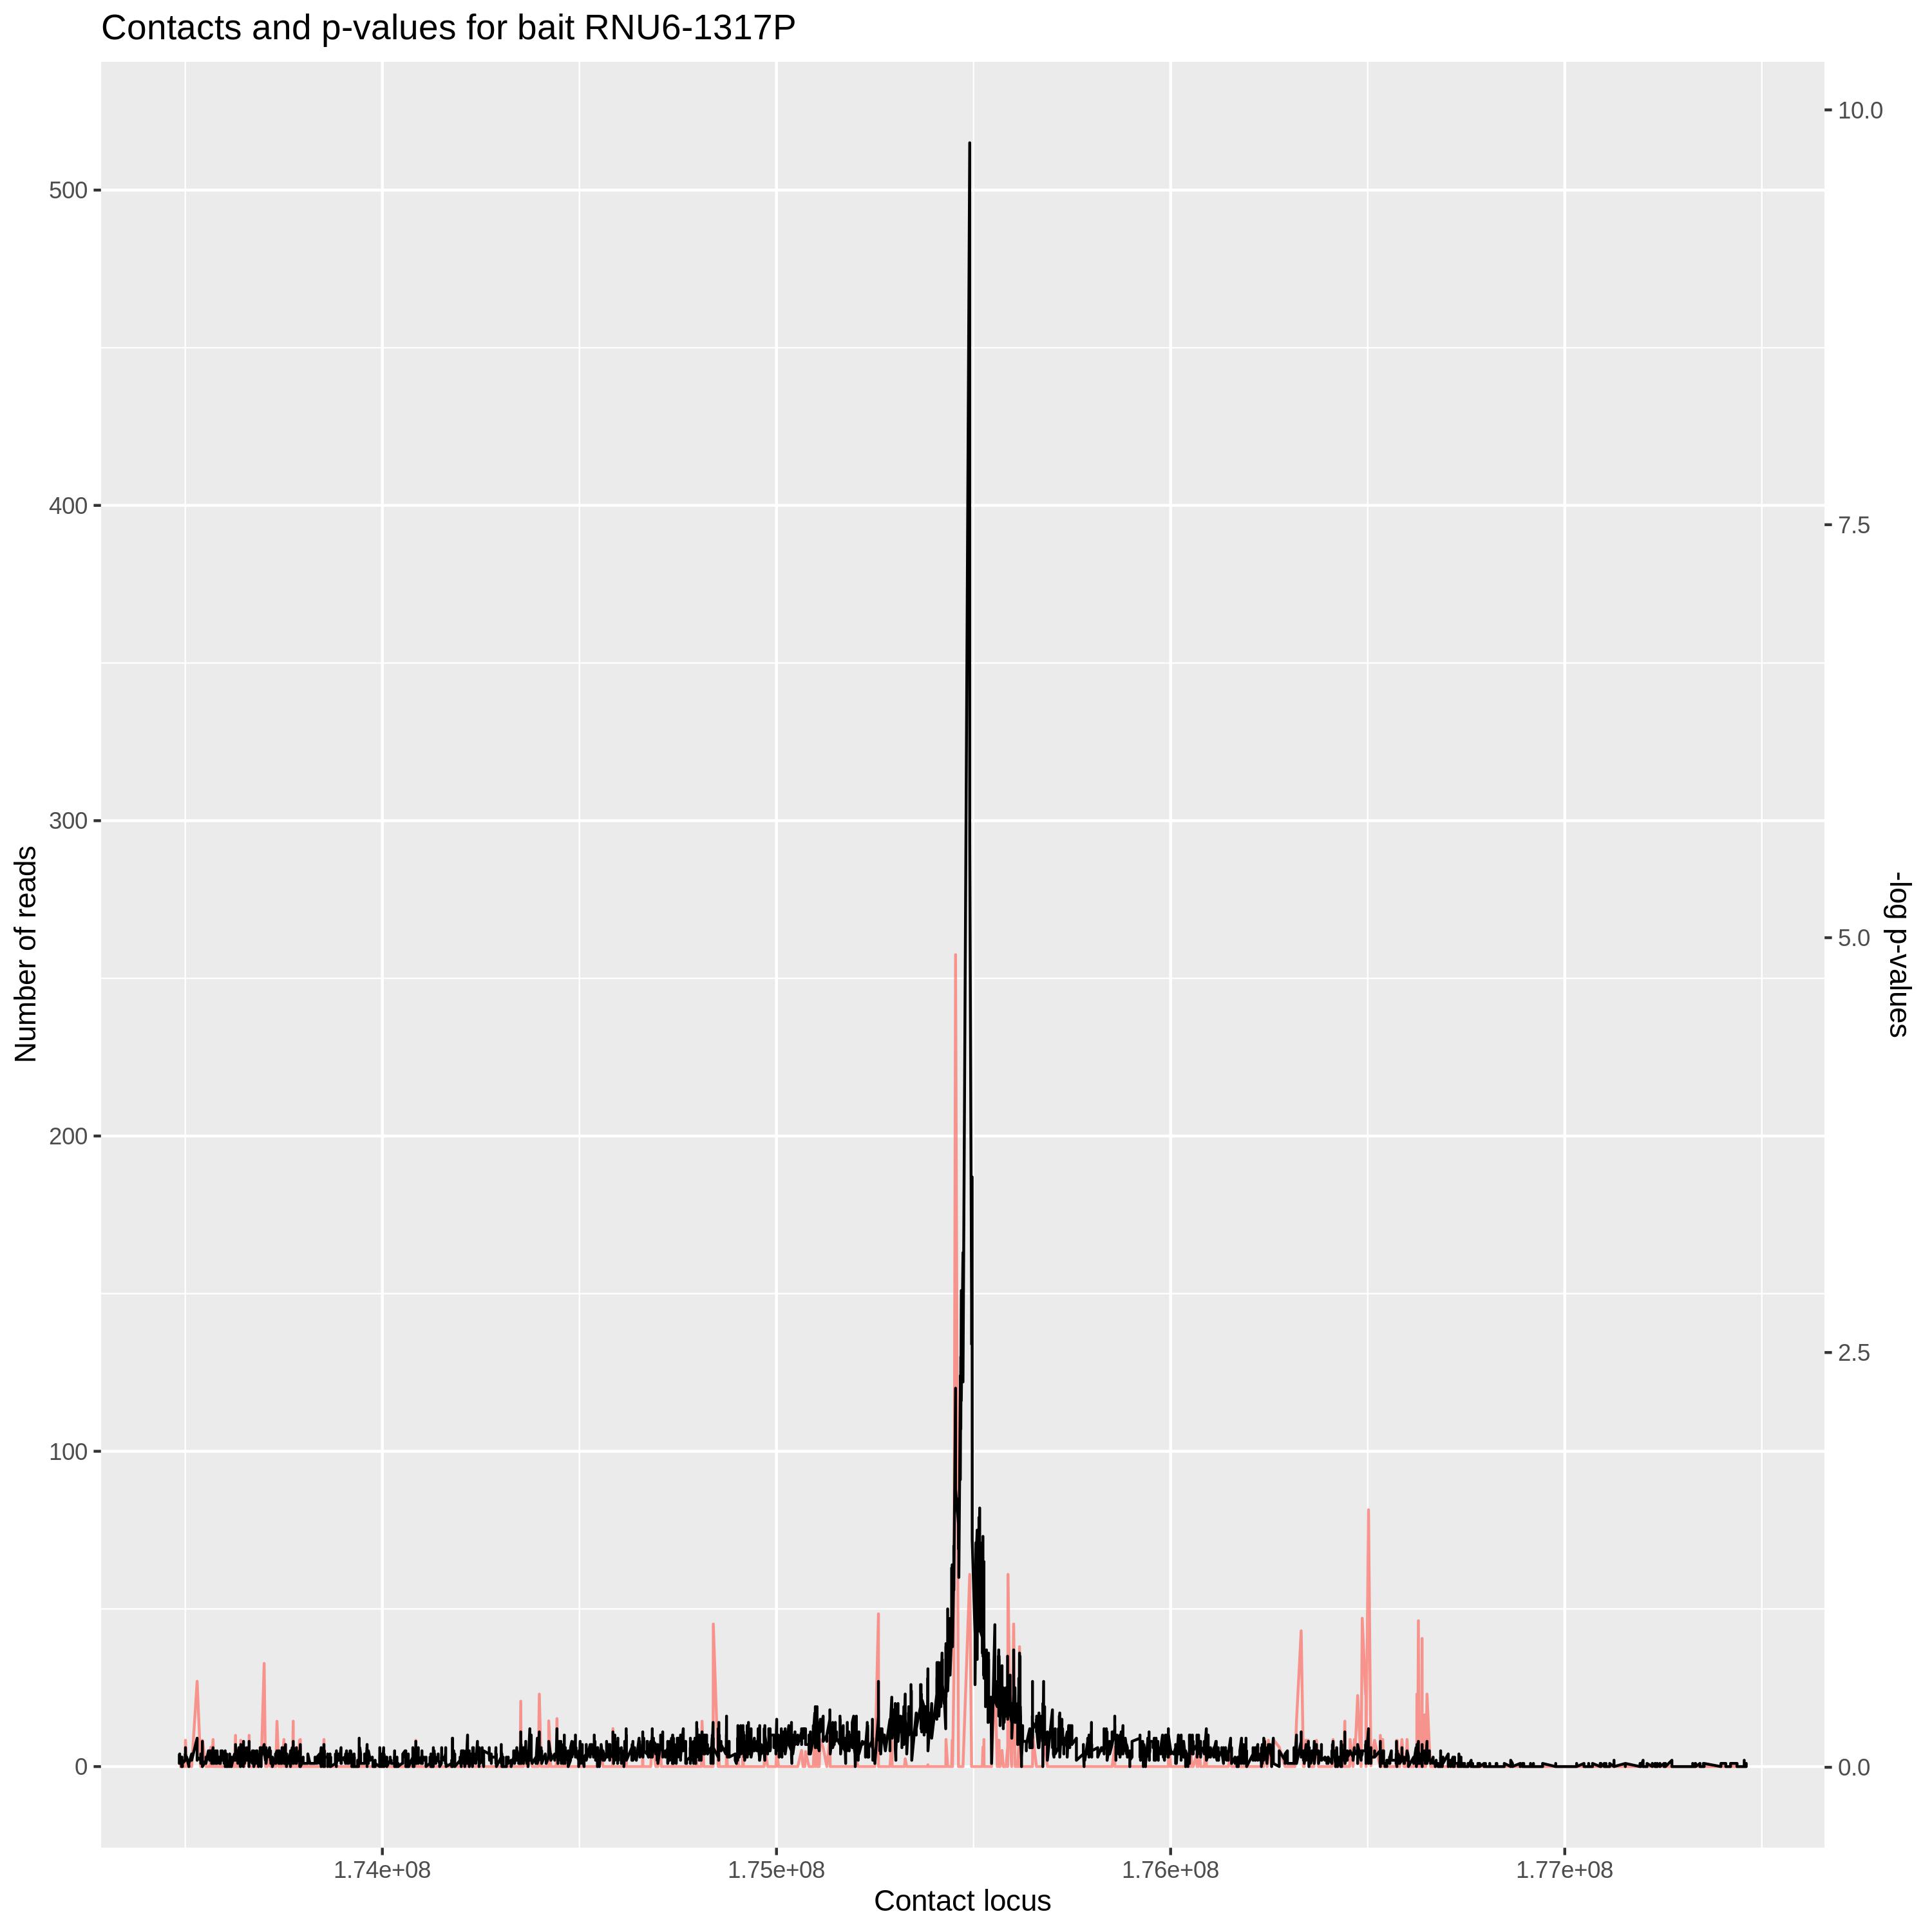 Contacts and p-values for bait RNU6-1317P
500
400
300
200
100
0
Number of reads
10.0
7.5
5.0
2.5
0.0
-log p-values
1.74e+08
1.75e+08
1.76e+08
1.77e+08
Contact locus